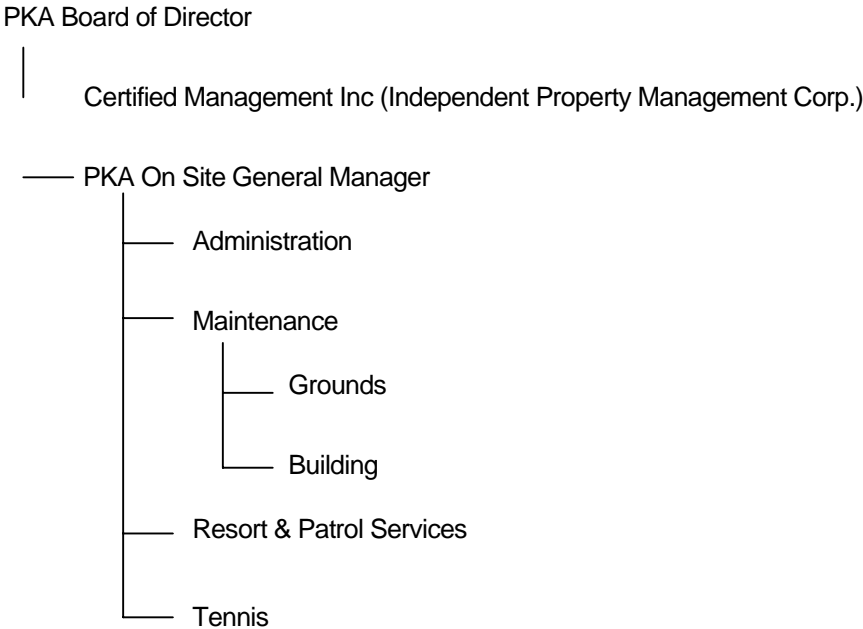 PKA Board of Director
Certified Management Inc (Independent Property Management Corp.)
PKA On Site General Manager
Administration
Maintenance
Grounds
Building
Resort & Patrol Services
Tennis